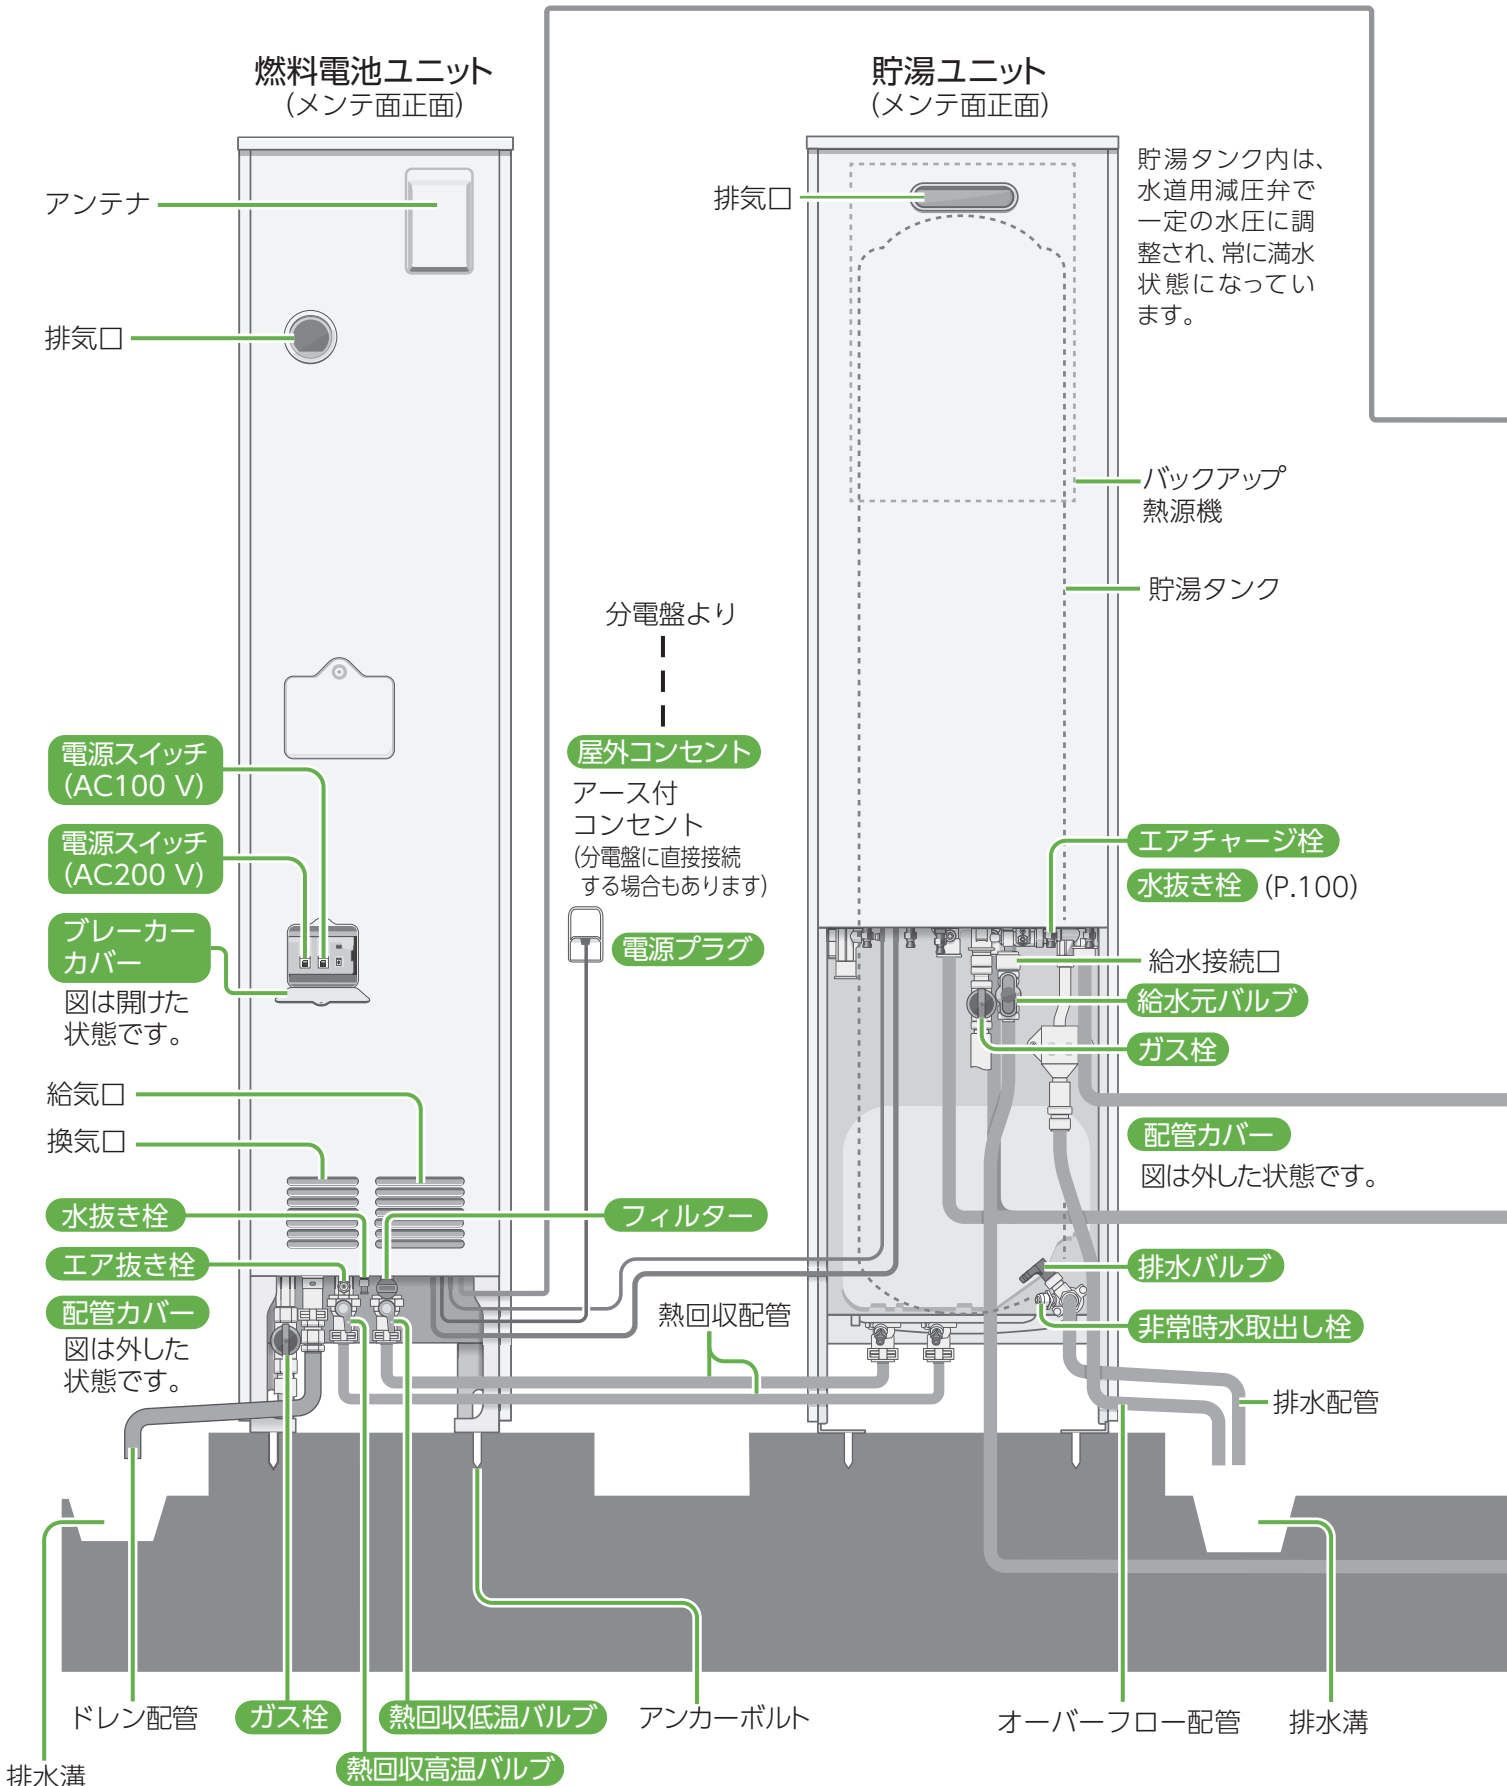 燃料電池ユニット
(メンテ面正面)
アンテナ
排気口
電源スイッチ
(AC100 V)
電源スイッチ
(AC200 V)
ブレーカー
カバー
図は開けた
状態です。
給気口
換気口
水抜き栓
エア抜き栓
配管カバー
図は外した
状態です。
ドレン配管
排水溝
ガス栓
熱回収低温バルブ
熱回収高温バルブ
アンカーボルト
フィルター
分電盤より
屋外コンセント
アース付
コンセント
(分電盤に直接接続
する場合もあります)
電源プラグ
熱回収配管
貯湯ユニット
(メンテ面正面)
排気口
貯湯タンク内は、
水道用減圧弁で
一定の水圧に調
整され、常に満水
状態になってい
ます。
バックアップ
熱源機
貯湯タンク
エアチャージ栓
水抜き栓 (P.100)
給水接続口
給水元バルブ
ガス栓
配管カバー
図は外した状態です。
排水バルブ
非常時水取出し栓
排水配管
オーバーフロー配管
排水溝